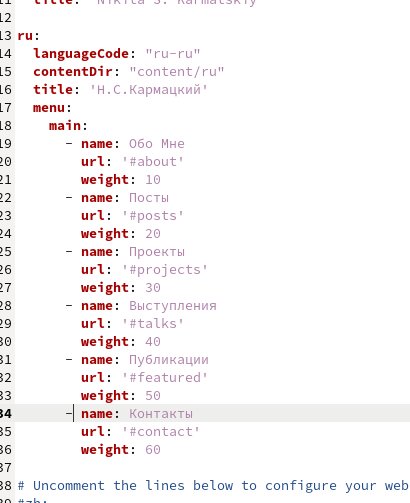 11 title: "Nikita S. Karmatskiy"
12
13 ru:
14 languageCode: "ru-ru"
15 contentDir: "content/ru"
16 title: 'Н.С.Кармацкий'
17 menu:
18 main:
19 - name: Обо Мне
20 url: '#about'
21 weight: 10
22 - name: Посты
23 url: '#posts'
24 weight: 20
25 - name: Проекты
26 url: '#projects'
27 weight: 30
28 - name: Выступления
29 url: '#talks'
30 weight: 40
31 - name: Публикации
32 url: '#featured'
33 weight: 50
34 - name: Контакты
35 url: '#contact'
36 weight: 60
37
38 # Uncomment the lines below to configure your web
39 #zh: